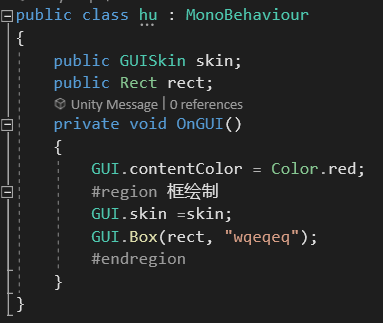 public class hu : MonoBehaviour
{
public GUISkin skin;
public Rect rect;
Unity Message | 0 references
private void OnGUI()
{
GUI.contentColor = Color.red;
#region 框绘制
GUI.skin =skin;
GUI.Box(rect, "wqeqeq");
#endregion
}
}